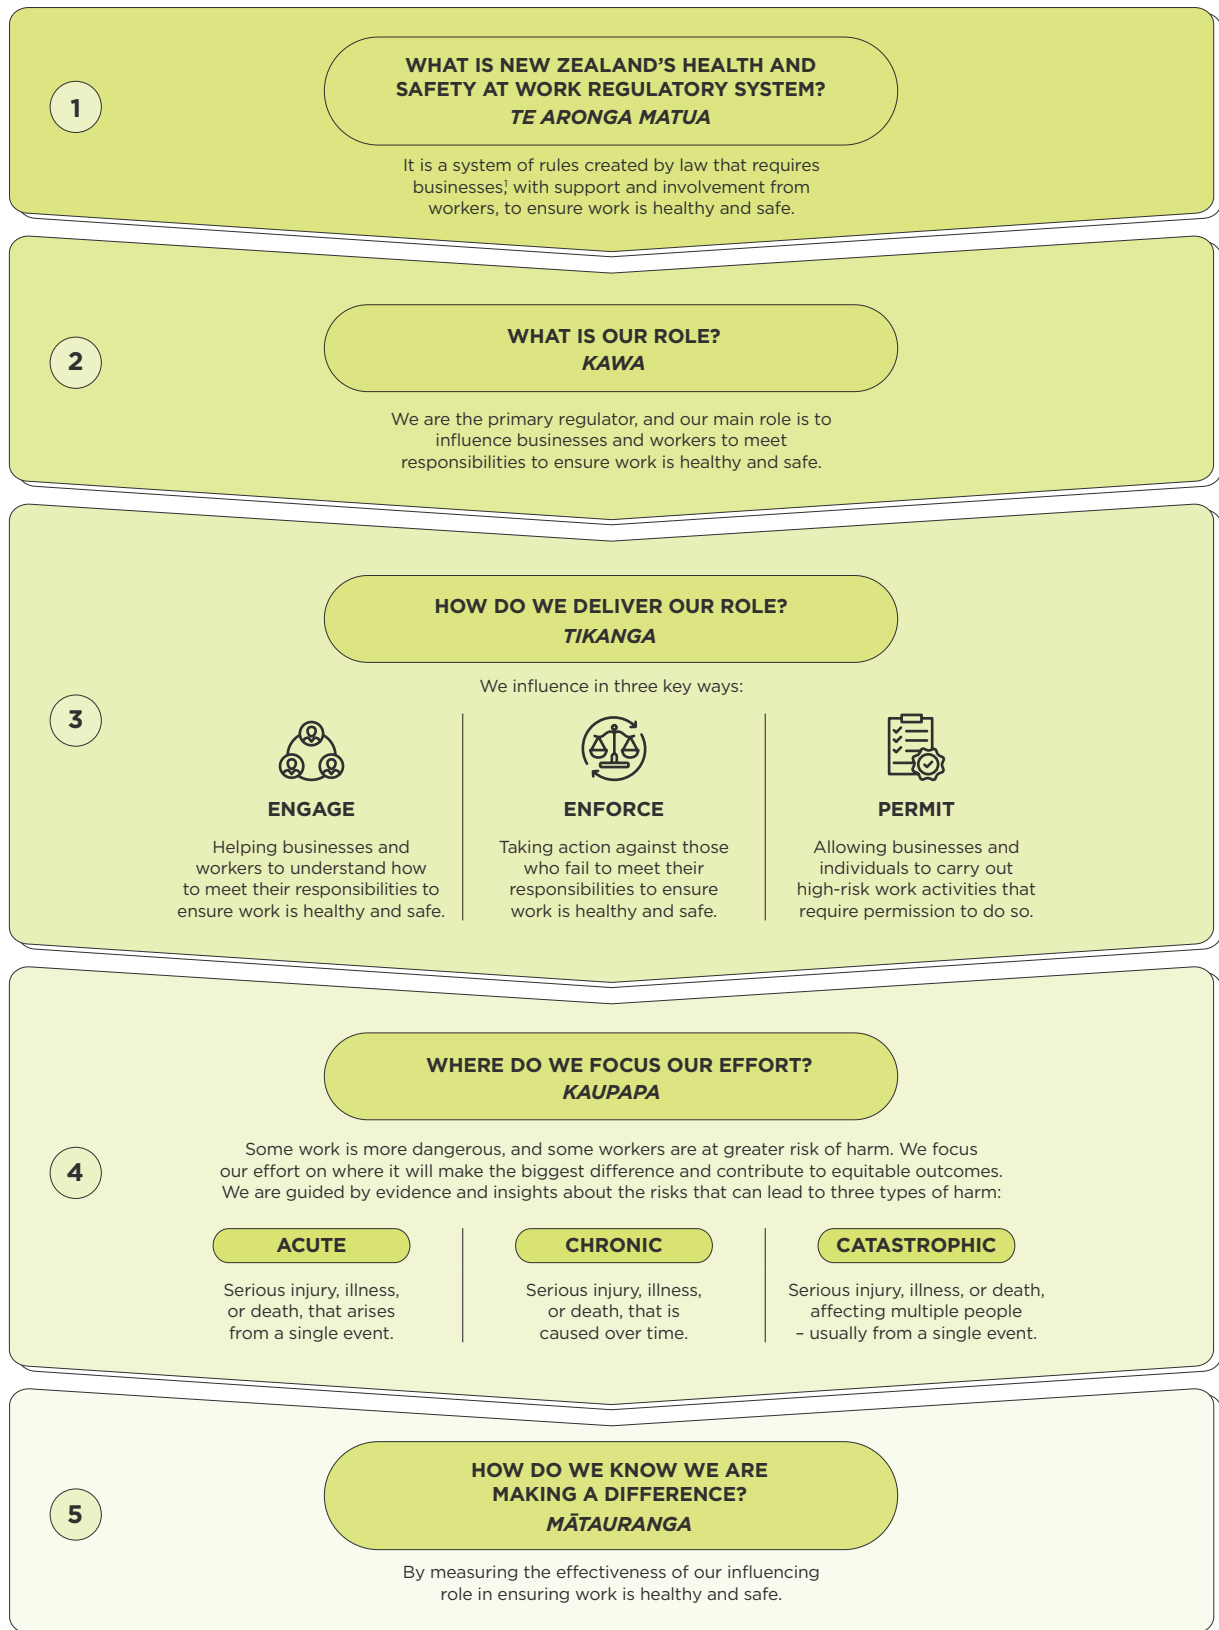 1
WHAT IS NEW ZEALAND'S HEALTH AND
SAFETY AT WORK REGULATORY SYSTEM?
TE ARONGA MATUA
It is a system of rules created by law that requires
businesses,1 with support and involvement from
workers, to ensure work is healthy and safe.
2
WHAT IS OUR ROLE?
KAWA
We are the primary regulator, and our main role is to
influence businesses and workers to meet
responsibilities to ensure work is healthy and safe.
3
HOW DO WE DELIVER OUR ROLE?
TIKANGA
We influence in three key ways:
ENGAGE
Helping businesses and
workers to understand how
to meet their responsibilities to
ensure work is healthy and safe.
ENFORCE
Taking action against those
who fail to meet their
responsibilities to ensure
work is healthy and safe.
PERMIT
Allowing businesses and
individuals to carry out
high-risk work activities that
require permission to do so.
4
WHERE DO WE FOCUS OUR EFFORT?
KAUPAPA
Some work is more dangerous, and some workers are at greater risk of harm. We focus
our effort on where it will make the biggest difference and contribute to equitable outcomes.
We are guided by evidence and insights about the risks that can lead to three types of harm:
ACUTE
Serious injury, illness,
or death, that arises
from a single event.
CHRONIC
Serious injury, illness,
or death, that is
caused over time.
CATASTROPHIC
Serious injury, illness, or death,
affecting multiple people
– usually from a single event.
5
HOW DO WE KNOW WE ARE
MAKING A DIFFERENCE?
MĀTAURANGA
By measuring the effectiveness of our influencing
role in ensuring work is healthy and safe.